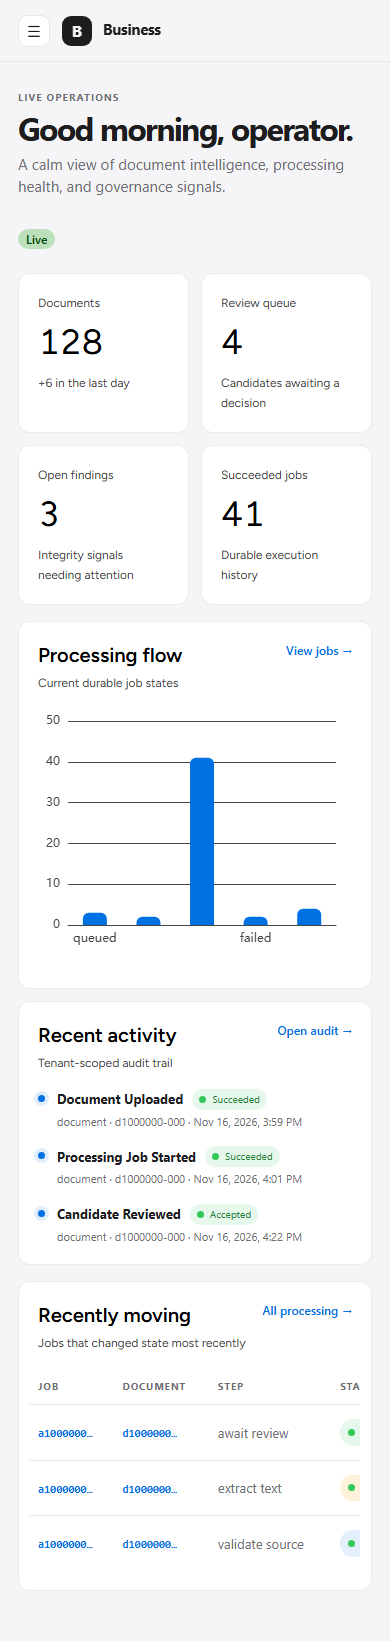 ☰ B Business
LIVE OPERATIONS
Good morning, operator.
A calm view of document intelligence, processing
health, and governance signals.
Live
Documents
128
+6 in the last day
Review queue
4
Candidates awaiting a
decision
Open findings
3
Integrity signals
needing attention
Succeeded jobs
41
Durable execution
history
Processing flow
View jobs →
Current durable job states
50
40
30
20
10
0
queued failed
Recent activity
Open audit →
Tenant-scoped audit trail
Document Uploaded Succeeded
document · d1000000-000 · Nov 16, 2026, 3:59 PM
Processing Job Started Succeeded
document · d1000000-000 · Nov 16, 2026, 4:01 PM
Candidate Reviewed Accepted
document · d1000000-000 · Nov 16, 2026, 4:22 PM
Recently moving
All processing →
Jobs that changed state most recently
JOB DOCUMENT STEP STA
a1000000… d1000000… await review
a1000000… d1000000… extract text
a1000000… d1000000… validate source